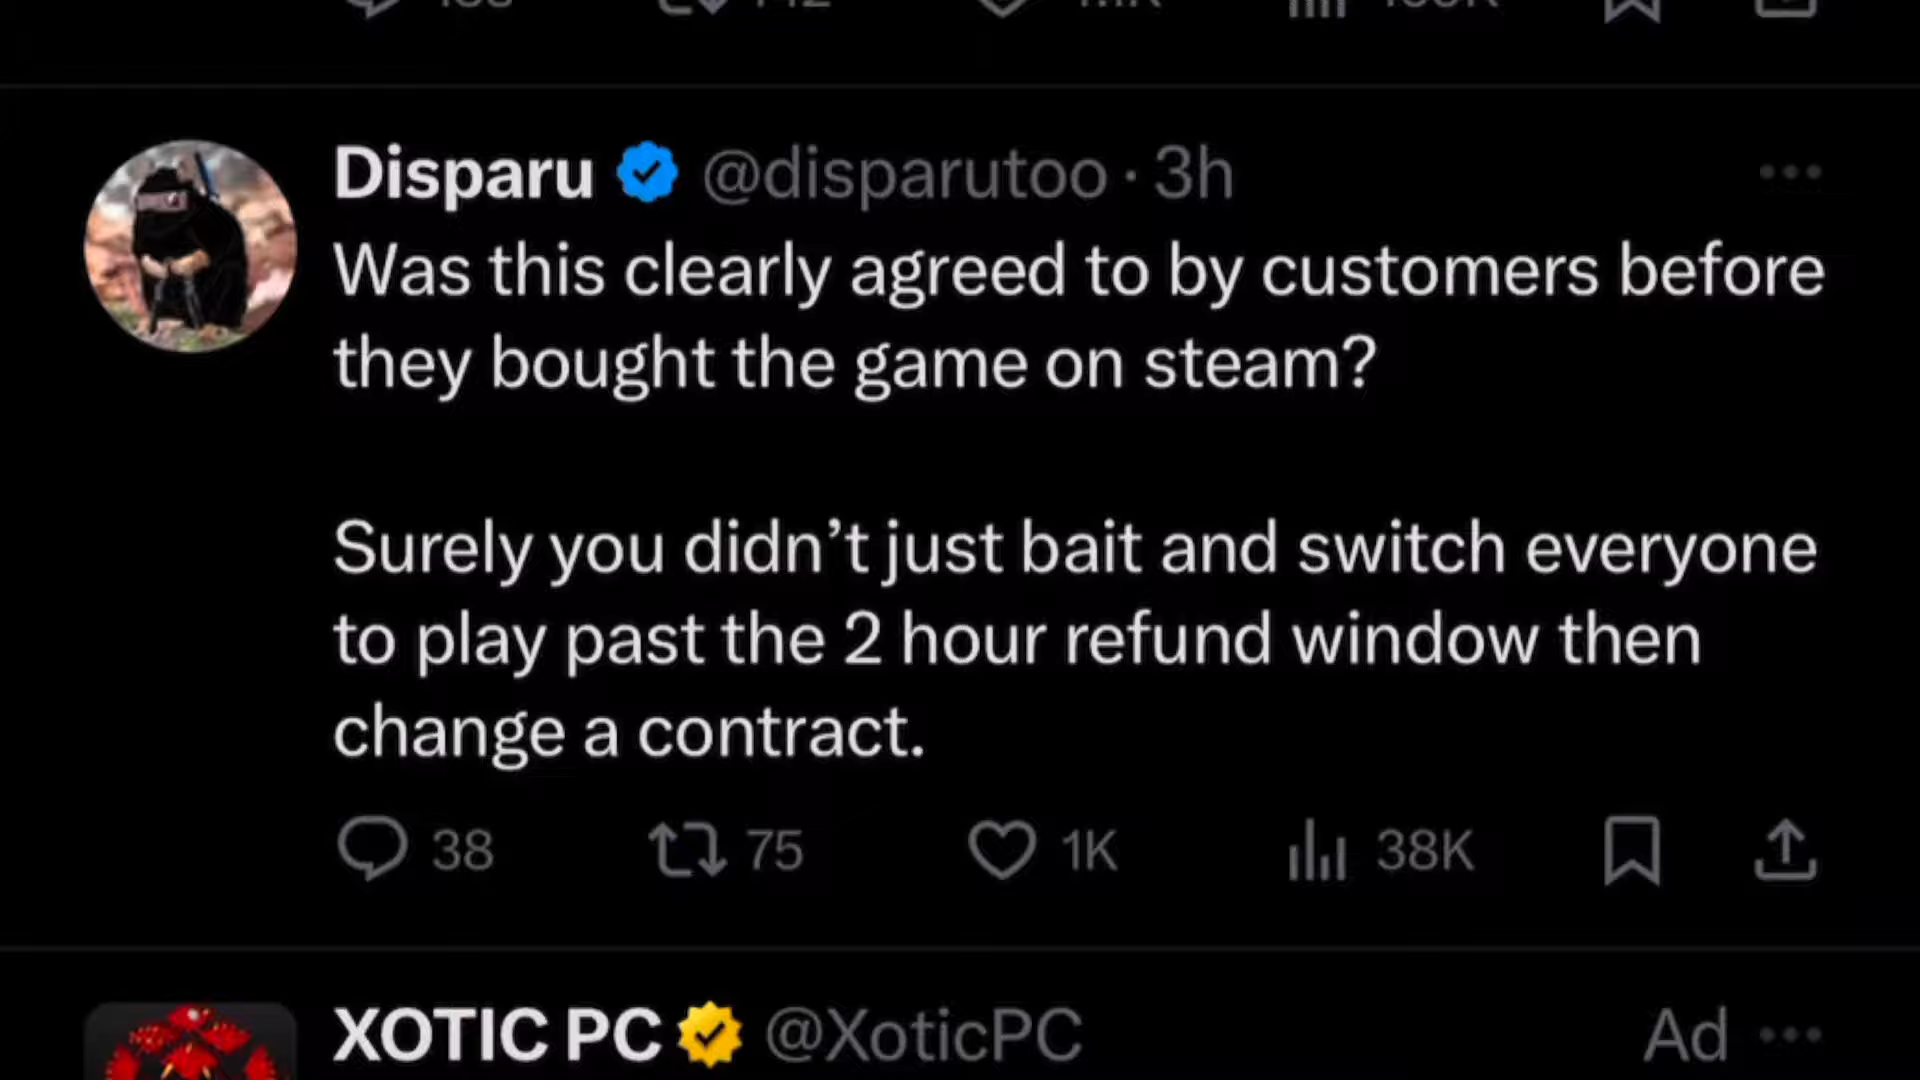 Disparu @disparutoo · 3h
Was this clearly agreed to by customers before
they bought the game on steam?
Surely you didn’t just bait and switch everyone
to play past the 2 hour refund window then
change a contract.
38 75 1K 38K
XOTIC PC @XoticPC Ad